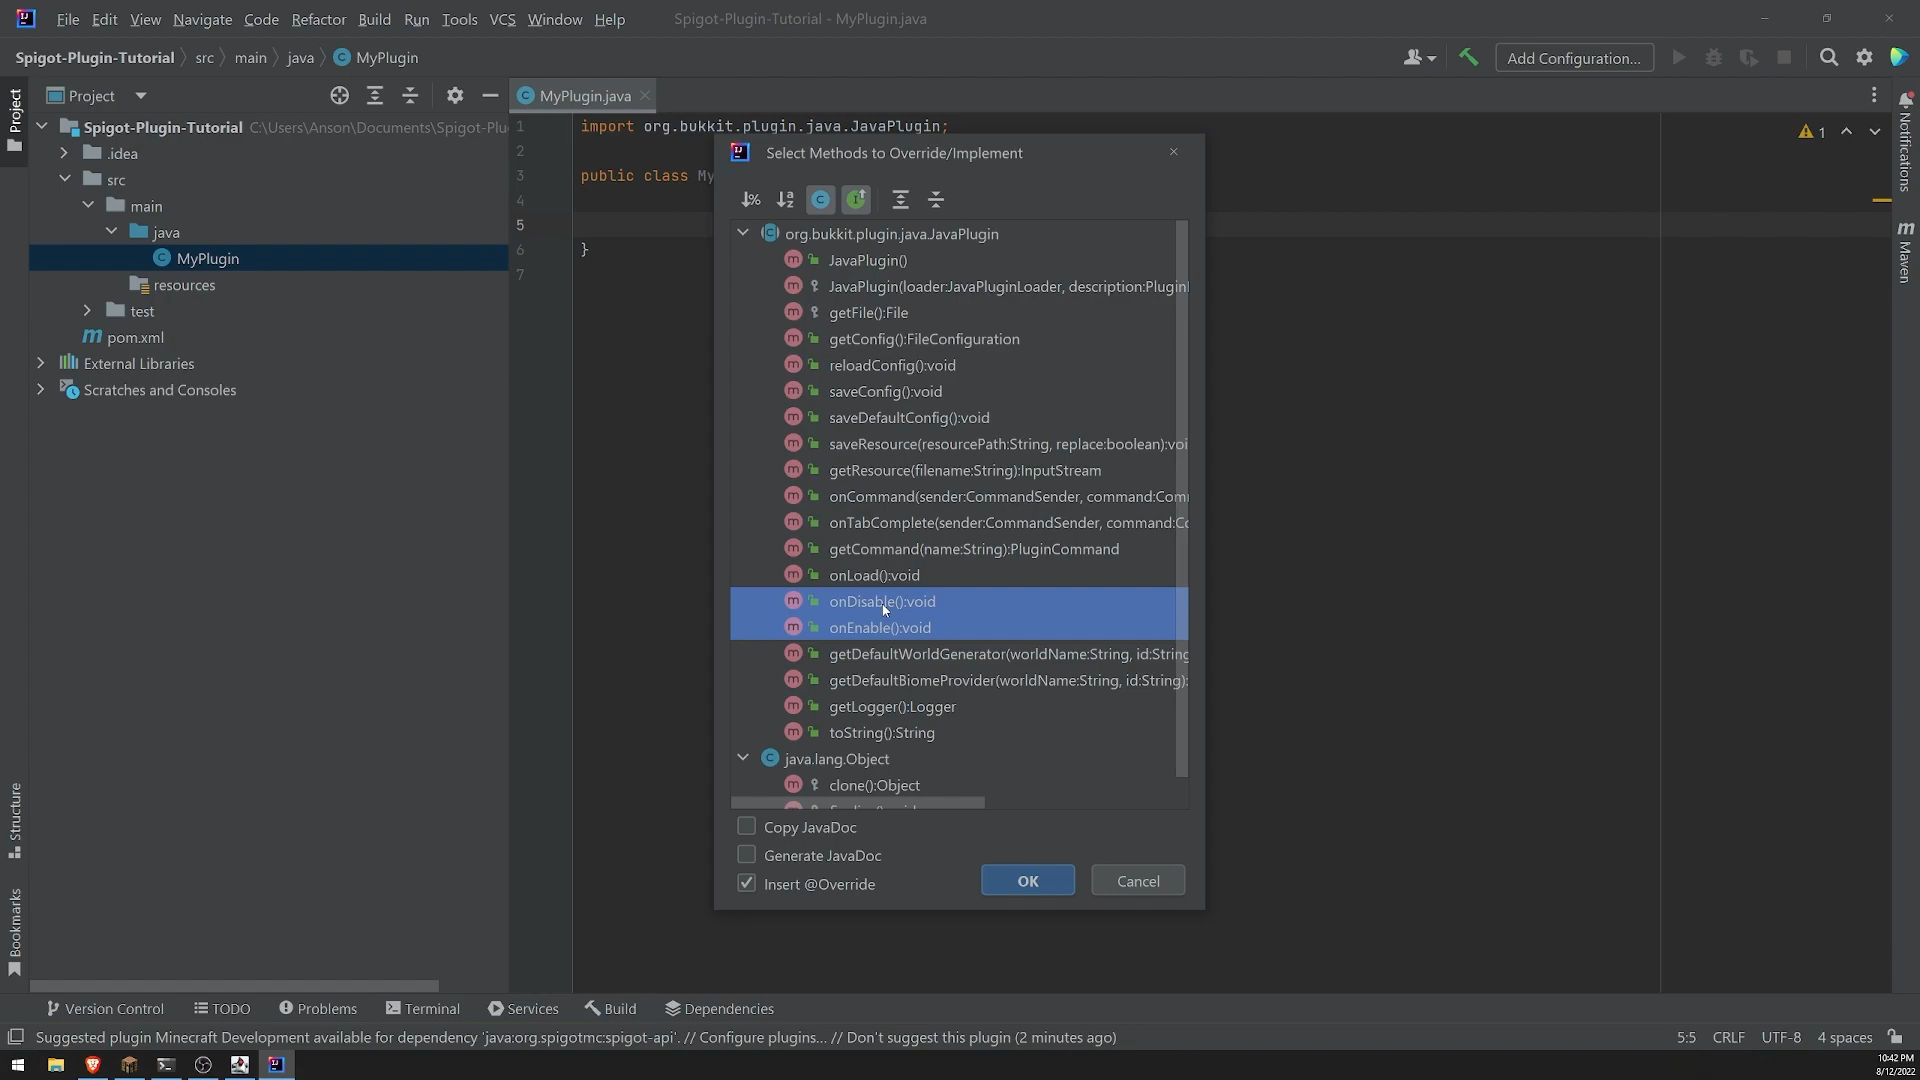 File Edit View Navigate Code Refactor Build Run Tools VCS Window Help Spigot-Plugin-Tutorial - MyPlugin.java
Spigot-Plugin-Tutorial src main java MyPlugin Add Configuration...
Project
Project
MyPlugin.java
Spigot-Plugin-Tutorial C:\Users\Anson\Documents\Spigot-Plu
.idea
src
main
java
MyPlugin
resources
test
pom.xml
External Libraries
Scratches and Consoles
1 import org.bukkit.plugin.java.JavaPlugin;
2
3 public class My
4
5
6 }
7
1
Notifications
Maven
Select Methods to Override/Implement
org.bukkit.plugin.java.JavaPlugin
JavaPlugin()
JavaPlugin(loader:JavaPluginLoader, description:Plugin
getFile():File
getConfig():FileConfiguration
reloadConfig():void
saveConfig():void
saveDefaultConfig():void
saveResource(resourcePath:String, replace:boolean):voi
getResource(filename:String):InputStream
onCommand(sender:CommandSender, command:Com
onTabComplete(sender:CommandSender, command:Co
getCommand(name:String):PluginCommand
onLoad():void
onDisable():void
onEnable():void
getDefaultWorldGenerator(worldName:String, id:String
getDefaultBiomeProvider(worldName:String, id:String):
getLogger():Logger
toString():String
java.lang.Object
clone():Object
Copy JavaDoc
Generate JavaDoc
Insert @Override
OK Cancel
Structure
Bookmarks
Version Control TODO Problems Terminal Services Build Dependencies
Suggested plugin Minecraft Development available for dependency 'java:org.spigotmc:spigot-api'. // Configure plugins... // Don't suggest this plugin (2 minutes ago) 5:5 CRLF UTF-8 4 spaces
10:42 PM
8/12/2022